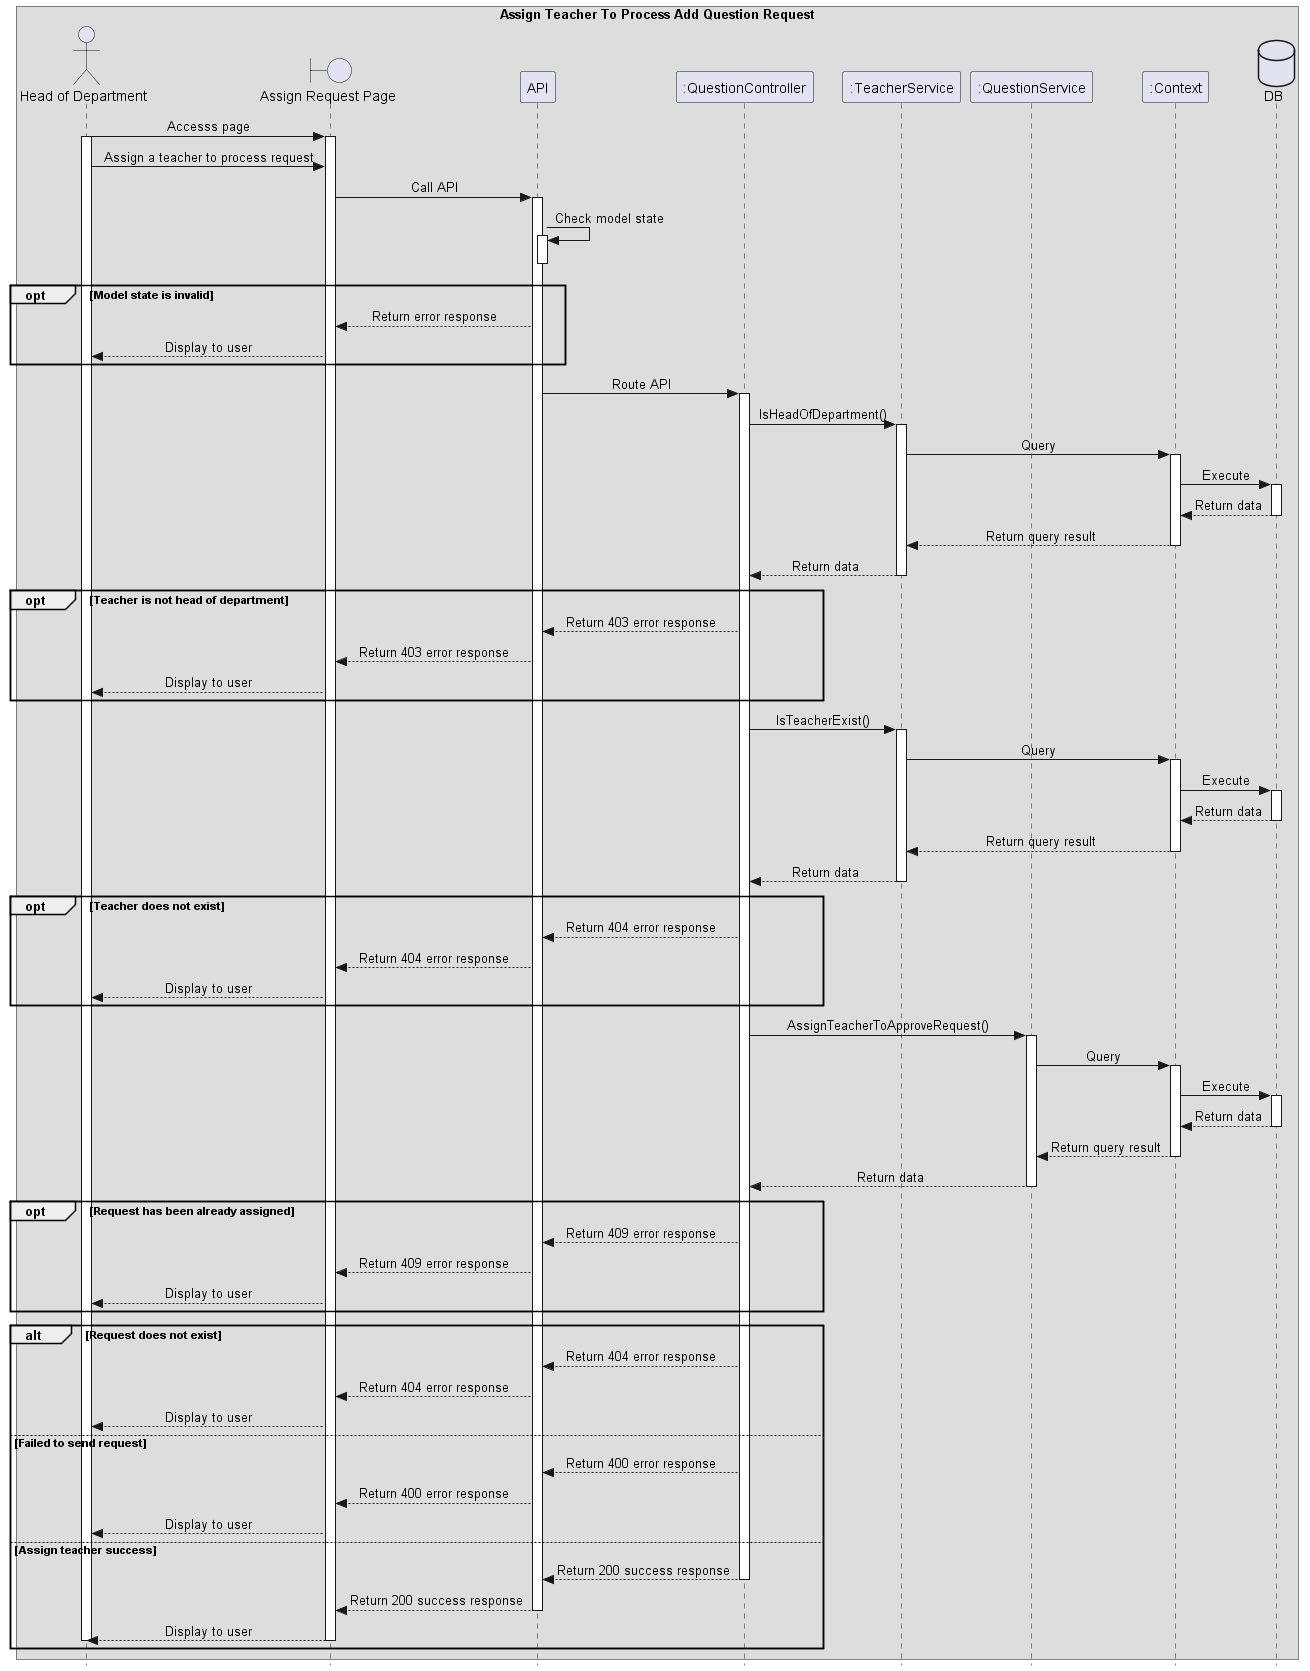 Assign Teacher To Process Add Question Request
Head of Department
Assign Request Page
API
:QuestionController
:TeacherService
:QuestionService
:Context
DB
Accesss page
Assign a teacher to process request
Call API
Check model state
opt [Model state is invalid]
Return error response
Display to user
Route API
IsHeadOfDepartment()
Query
Execute
Return data
Return query result
Return data
opt [Teacher is not head of department]
Return 403 error response
Return 403 error response
Display to user
IsTeacherExist()
Query
Execute
Return data
Return query result
Return data
opt [Teacher does not exist]
Return 404 error response
Return 404 error response
Display to user
AssignTeacherToApproveRequest()
Query
Execute
Return data
Return query result
Return data
opt [Request has been already assigned]
Return 409 error response
Return 409 error response
Display to user
alt [Request does not exist]
Return 404 error response
Return 404 error response
Display to user
[Failed to send request]
Return 400 error response
Return 400 error response
Display to user
[Assign teacher success]
Return 200 success response
Return 200 success response
Display to user